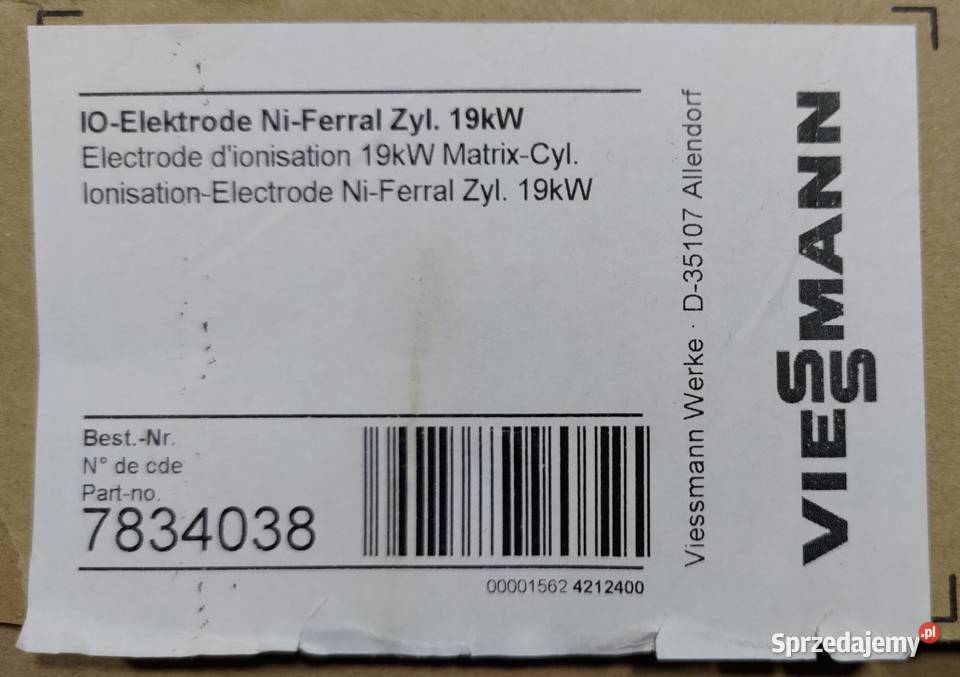 IO-Elektrode Ni-Ferral Zyl. 19kW
Electrode d'ionisation 19kW Matrix-Cyl.
Ionisation-Electrode Ni-Ferral Zyl. 19kW
Best.-Nr.
N° de cde
Part-no.
7834038
00001562 4212400
Viessmann Werke · D-35107 Allendorf
VIESSMANN
Sprzedajemy.pl